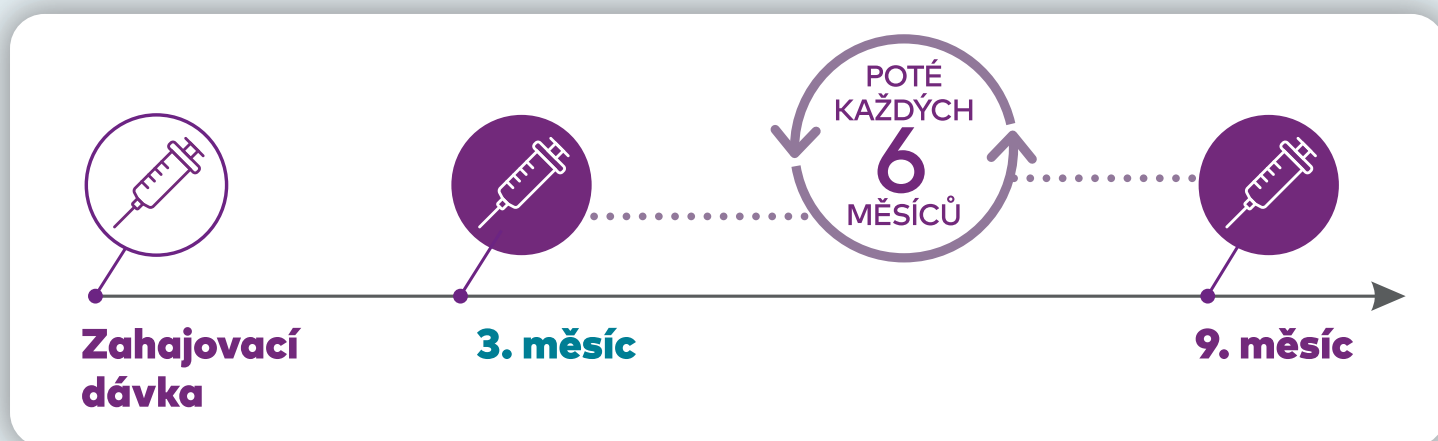 POTÉ
KAŽDÝCH
6
MĚSÍCŮ
Zahajovací
dávka
3. měsíc
9. měsíc